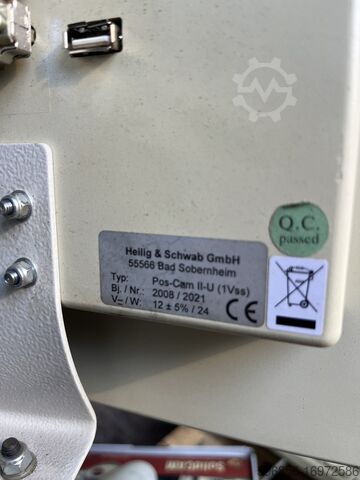 Q.C.
passed
Heilig & Schwab GmbH
55566 Bad Sobernheim
Typ: Pos-Cam II-U (1Vss)
Bj. / Nr.: 2008 / 2021
V⎓ / W: 12 ± 5% / 24
CE